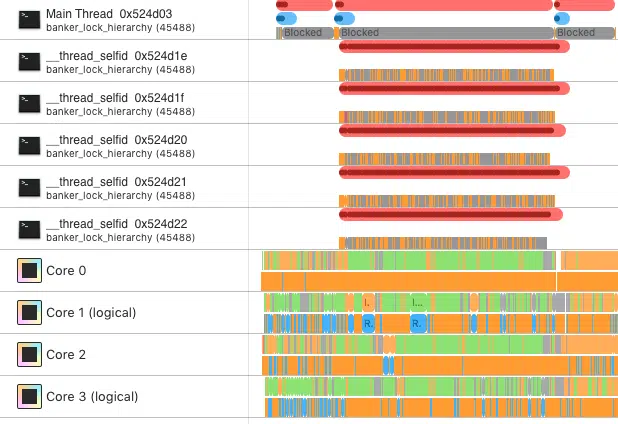 Main Thread 0x524d03
banker_lock_hierarchy (45488)
Blocked
Blocked
Blocked
__thread_selfid 0x524d1e
banker_lock_hierarchy (45488)
__thread_selfid 0x524d1f
banker_lock_hierarchy (45488)
__thread_selfid 0x524d20
banker_lock_hierarchy (45488)
__thread_selfid 0x524d21
banker_lock_hierarchy (45488)
__thread_selfid 0x524d22
banker_lock_hierarchy (45488)
Core 0
Core 1 (logical)
I.
I...
R.
R.
Core 2
Core 3 (logical)